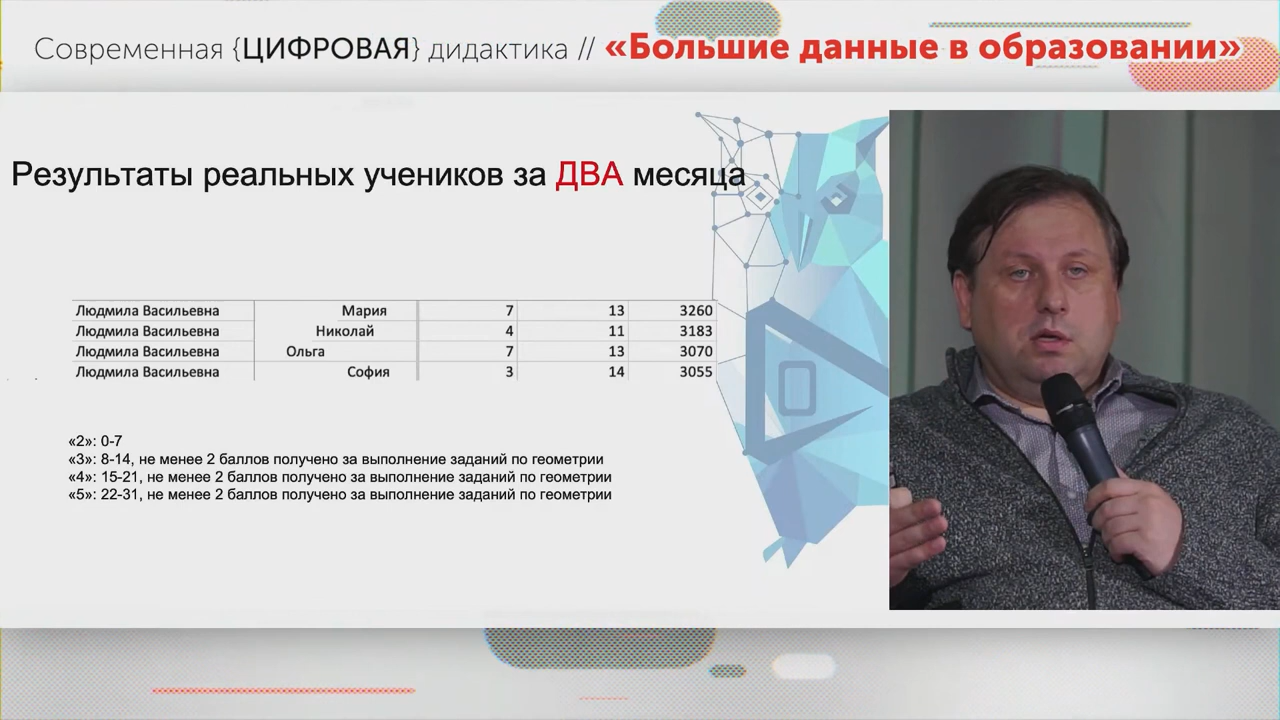 Современная {ЦИФРОВАЯ} дидактика // «Большие данные в образовании»
Результаты реальных учеников за ДВА месяца
Людмила Васильевна Мария 7 13 3260
Людмила Васильевна Николай 4 11 3183
Людмила Васильевна Ольга 7 13 3070
Людмила Васильевна София 3 14 3055
«2»: 0-7
«3»: 8-14, не менее 2 баллов получено за выполнение заданий по геометрии
«4»: 15-21, не менее 2 баллов получено за выполнение заданий по геометрии
«5»: 22-31, не менее 2 баллов получено за выполнение заданий по геометрии